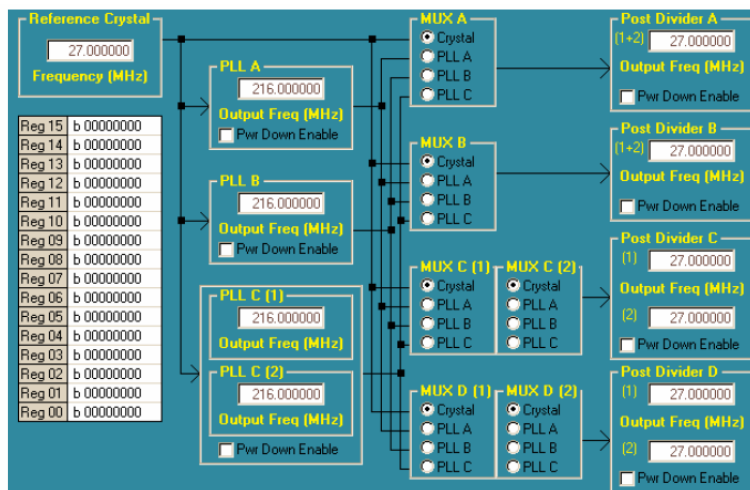 Reference Crystal
27.000000
Frequency (MHz)
Reg 15 b 00000000
Reg 14 b 00000000
Reg 13 b 00000000
Reg 12 b 00000000
Reg 11 b 00000000
Reg 10 b 00000000
Reg 09 b 00000000
Reg 08 b 00000000
Reg 07 b 00000000
Reg 06 b 00000000
Reg 05 b 00000000
Reg 04 b 00000000
Reg 03 b 00000000
Reg 02 b 00000000
Reg 01 b 00000000
Reg 00 b 00000000
PLL A
216.000000
Output Freq (MHz)
Pwr Down Enable
PLL B
216.000000
Output Freq (MHz)
Pwr Down Enable
PLL C (1)
216.000000
Output Freq (MHz)
PLL C (2)
216.000000
Output Freq (MHz)
Pwr Down Enable
MUX A
Crystal
PLL A
PLL B
PLL C
MUX B
Crystal
PLL A
PLL B
PLL C
MUX C (1)
Crystal
PLL A
PLL B
PLL C
MUX C (2)
Crystal
PLL A
PLL B
PLL C
MUX D (1)
Crystal
PLL A
PLL B
PLL C
MUX D (2)
Crystal
PLL A
PLL B
PLL C
Post Divider A
(1+2) 27.000000
Output Freq (MHz)
Pwr Down Enable
Post Divider B
(1+2) 27.000000
Output Freq (MHz)
Pwr Down Enable
Post Divider C
(1) 27.000000
Output Freq (MHz)
(2) 27.000000
Pwr Down Enable
Post Divider D
(1) 27.000000
Output Freq (MHz)
(2) 27.000000
Pwr Down Enable